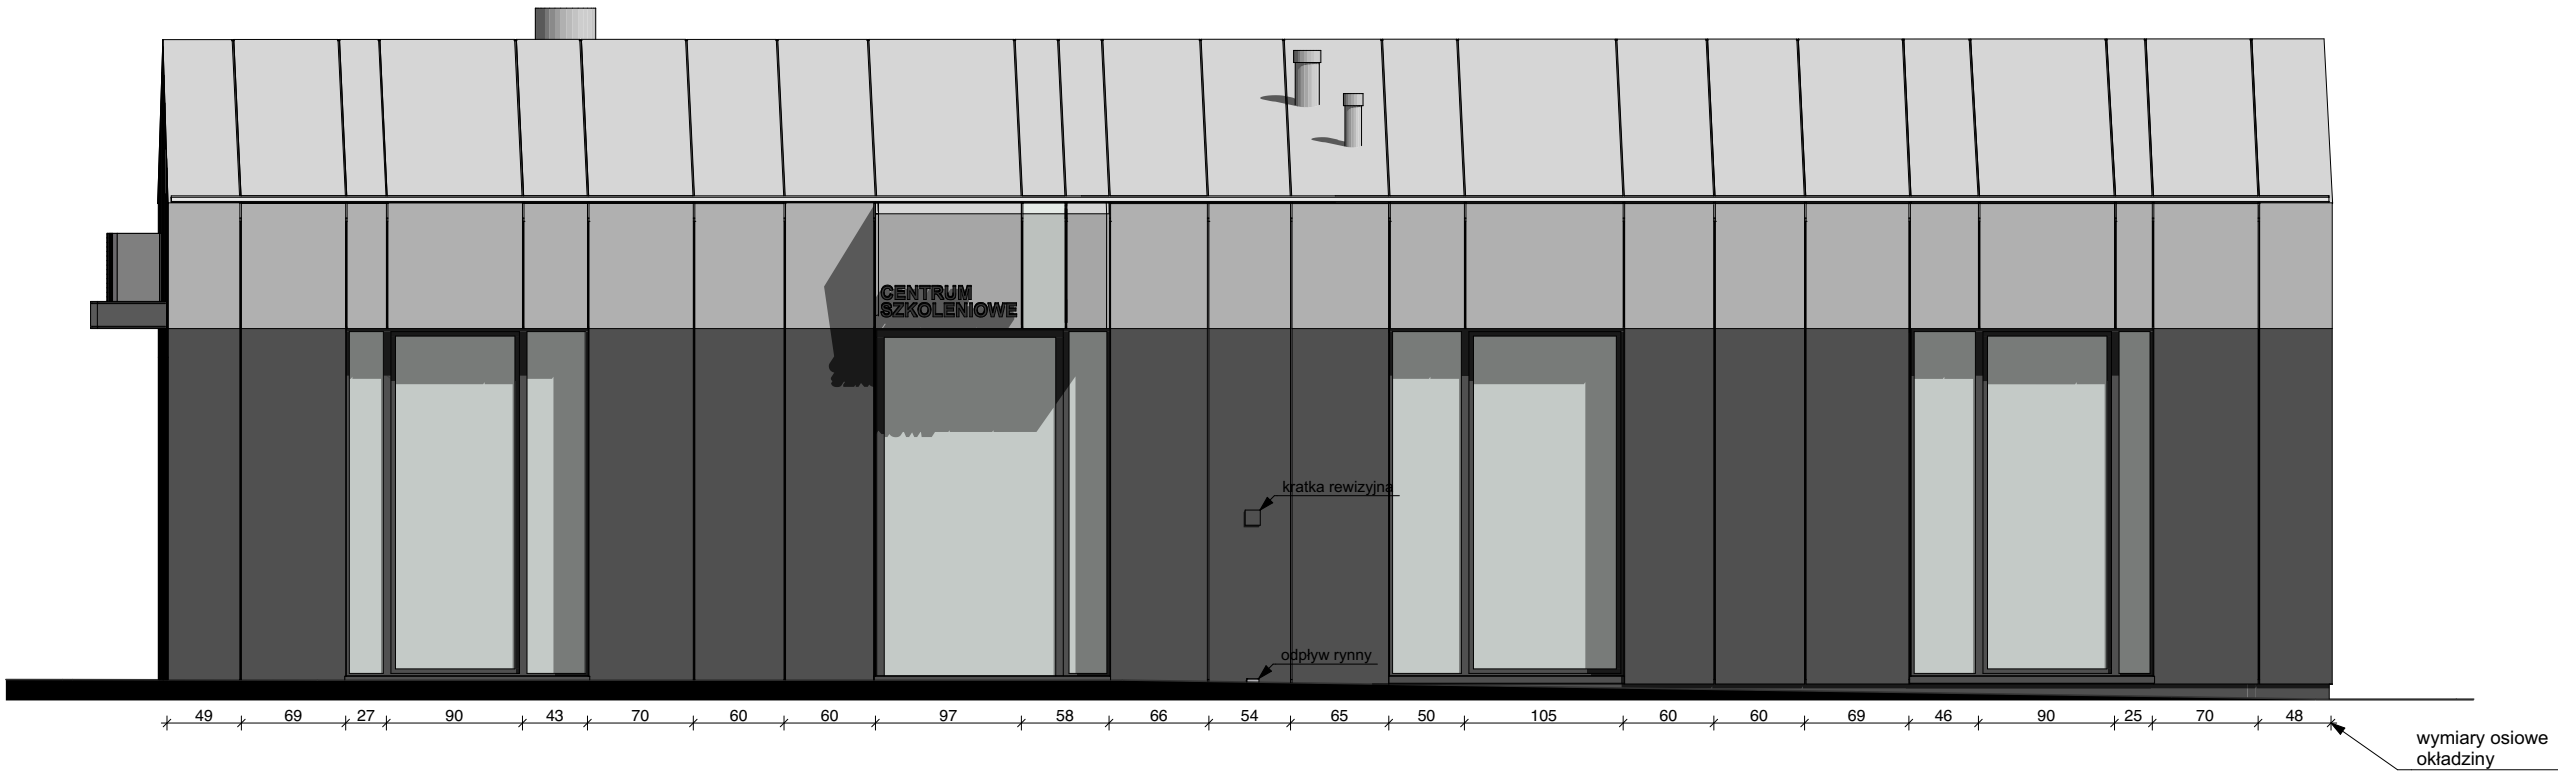 CENTRUM
SZKOLENIOWE
kratka rewizyjna
odpływ rynny
49 69 27 90 43 70 60 60 97 58 66 54 65 50 105 60 60 69 46 90 25 70 48
wymiary osiowe
okładziny